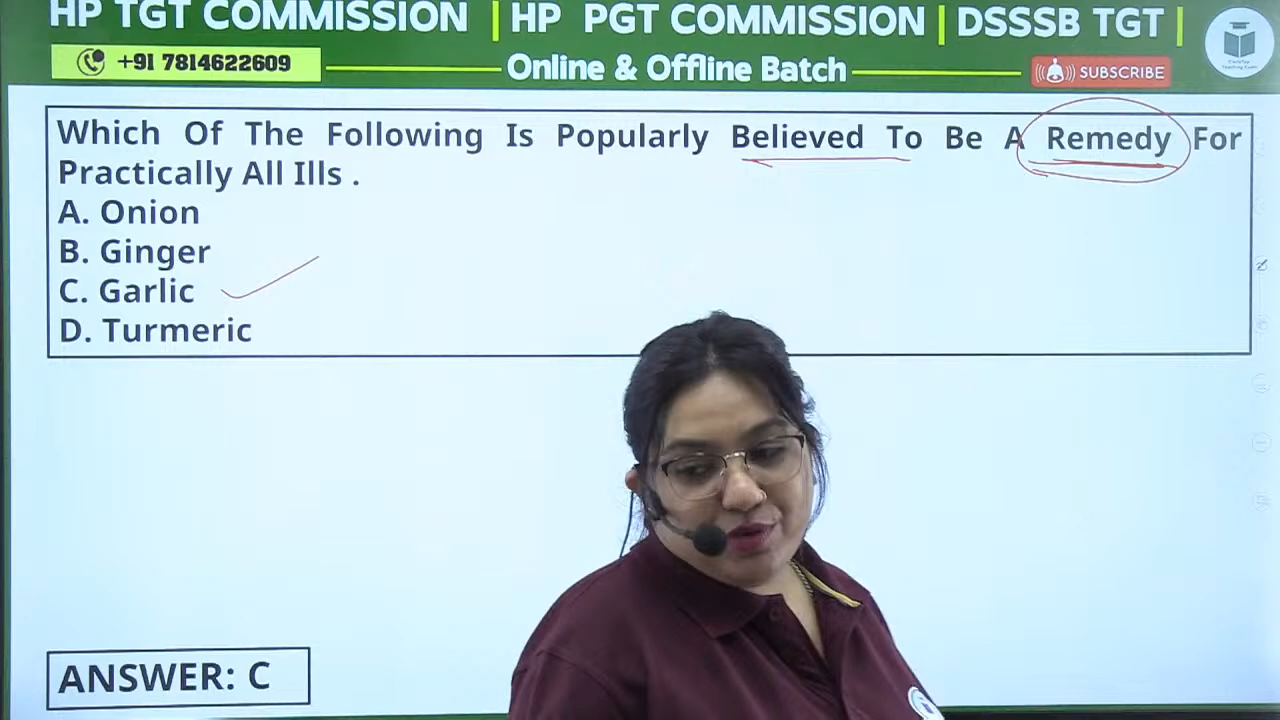 HP TGT COMMISSION | HP PGT COMMISSION | DSSSB TGT |
+91 7814622609
Online & Offline Batch
SUBSCRIBE
Which Of The Following Is Popularly Believed To Be A Remedy For
Practically All Ills .
A. Onion
B. Ginger
C. Garlic
D. Turmeric
ANSWER: C